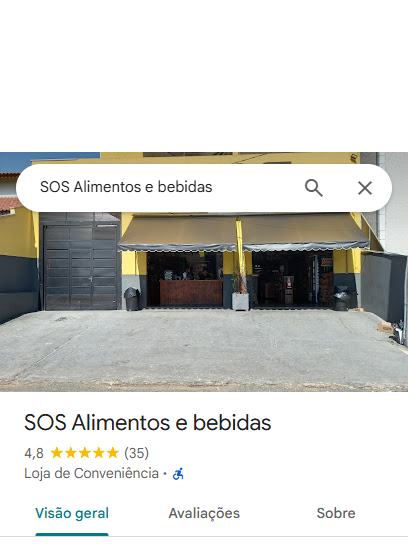 SOS Alimentos e bebidas
SOS Alimentos e bebidas
4,8 (35)
Loja de Conveniência ·
Visão geral Avaliações Sobre